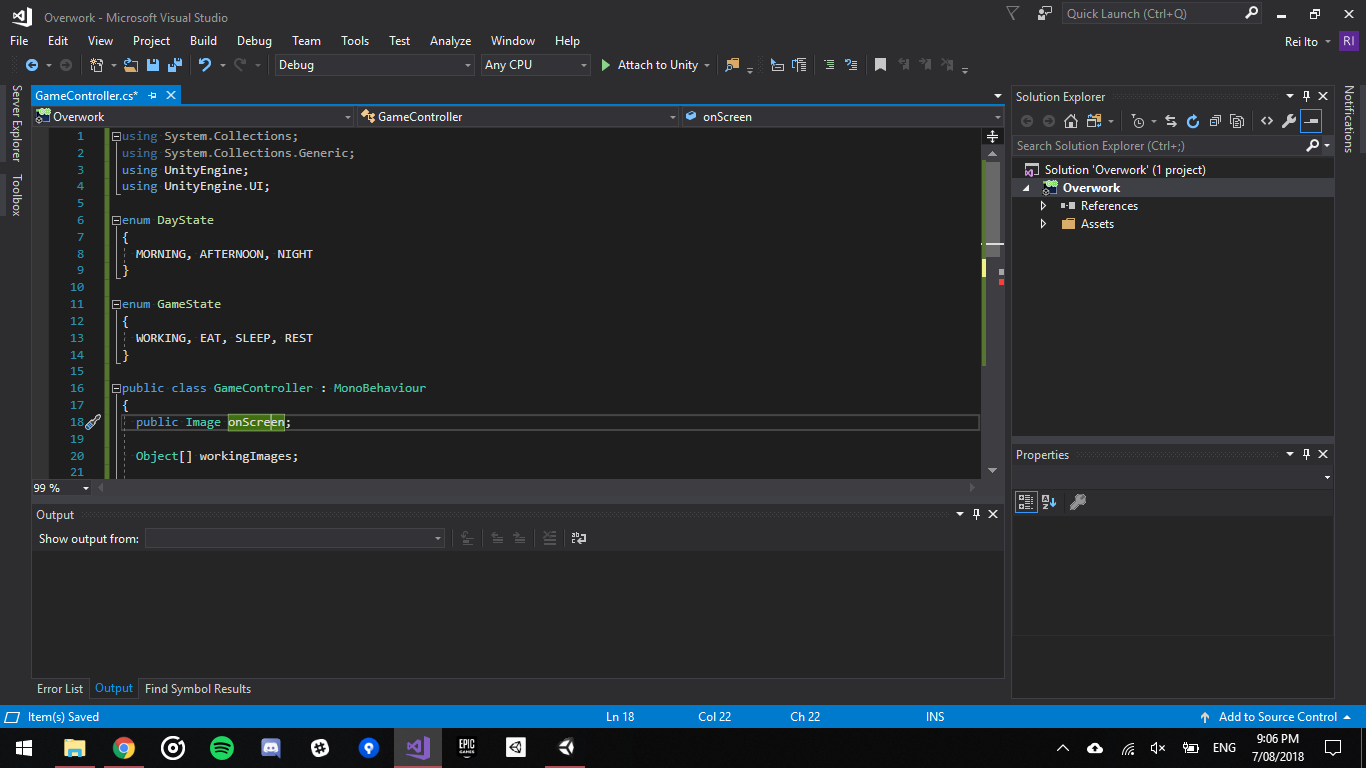 Overwork - Microsoft Visual Studio
Quick Launch (Ctrl+Q)
File Edit View Project Build Debug Team Tools Test Analyze Window Help
Rei Ito RI
Debug Any CPU Attach to Unity
Server Explorer
Toolbox
GameController.cs*
Overwork GameController onScreen
1 using System.Collections;
2 using System.Collections.Generic;
3 using UnityEngine;
4 using UnityEngine.UI;
5
6 enum DayState
7 {
8 MORNING, AFTERNOON, NIGHT
9 }
10
11 enum GameState
12 {
13 WORKING, EAT, SLEEP, REST
14 }
15
16 public class GameController : MonoBehaviour
17 {
18 public Image onScreen;
19
20 Object[] workingImages;
21
99 %
Output
Show output from:
Error List Output Find Symbol Results
Solution Explorer
Search Solution Explorer (Ctrl+;)
Solution 'Overwork' (1 project)
Overwork
References
Assets
Properties
Notifications
Item(s) Saved Ln 18 Col 22 Ch 22 INS Add to Source Control
EPIC
GAMES
ENG
9:06 PM
7/08/2018